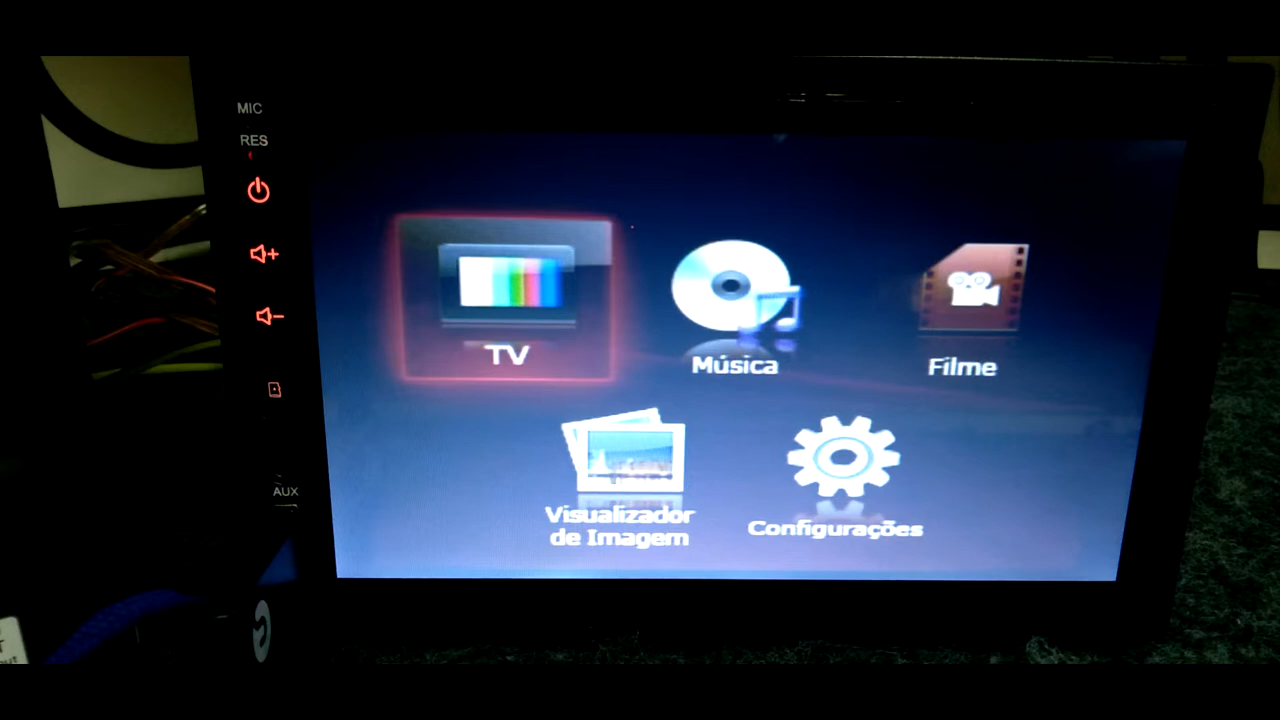 MIC
RES
TV
Música
Filme
Visualizador
de Imagem
Configurações
AUX